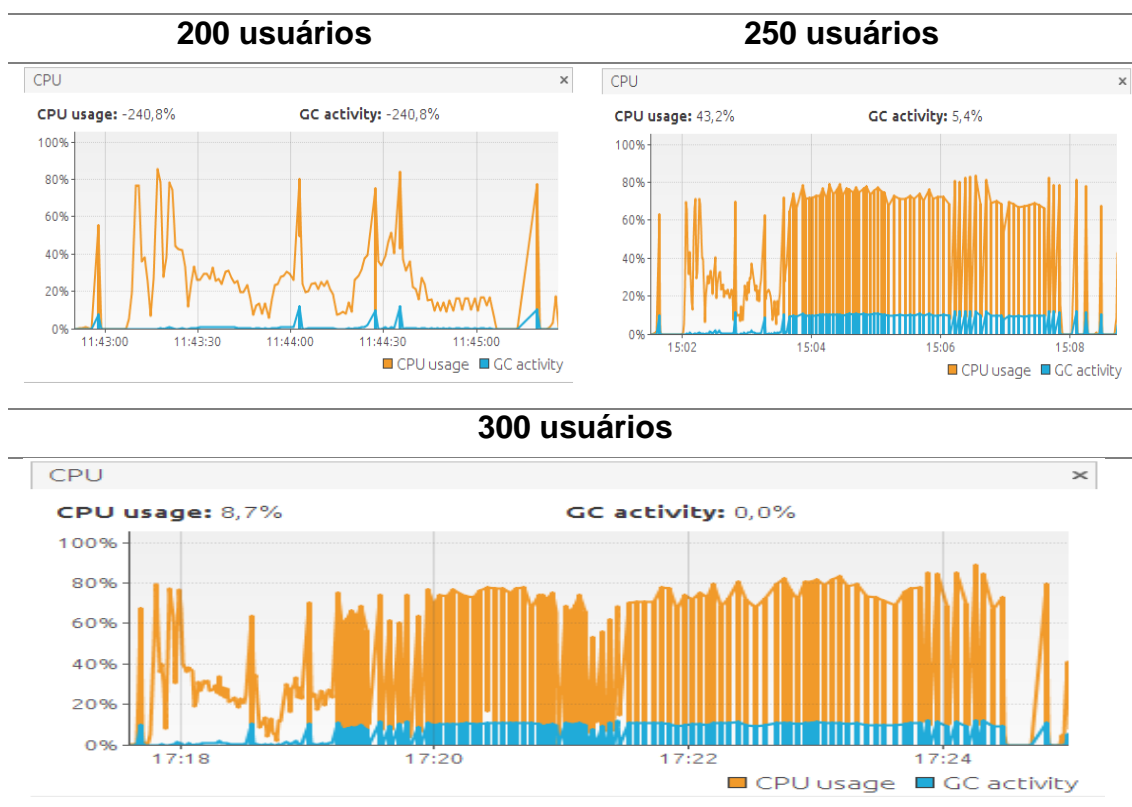 200 usuários 250 usuários
CPU ×
CPU usage: -240,8% GC activity: -240,8%
100%
80%
60%
40%
20%
0%
11:43:00 11:43:30 11:44:00 11:44:30 11:45:00
CPU usage GC activity
CPU ×
CPU usage: 43,2% GC activity: 5,4%
100%
80%
60%
40%
20%
0%
15:02 15:04 15:06 15:08
CPU usage GC activity
300 usuários
CPU ×
CPU usage: 8,7% GC activity: 0,0%
100%
80%
60%
40%
20%
0%
17:18 17:20 17:22 17:24
CPU usage GC activity